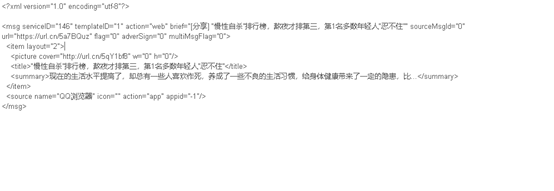 <?xml version="1.0" encoding="utf8"?>
<msg serviceID="146" templateID="1" action="web" brief="[分享] "慢性自杀"排行榜，熬夜才排第三，第1名多数年轻人"忍不住"" sourceMsgId="0"
url="https://url.cn/5a7BQuz" flag="0" adverSign="0" multiMsgFlag="0">
<item layout="2">
<picture cover="http://url.cn/5qY1bfB" w="0" h="0"/>
<title>"慢性自杀"排行榜，熬夜才排第三，第1名多数年轻人"忍不住"</title>
<summary>现在的生活水平提高了，却总有一些人喜欢作死，养成了一些不良的生活习惯，给身体健康带来了一定的隐患，比...</summary>
</item>
<source name="QQ浏览器" icon="" action="app" appid="-1"/>
</msg>